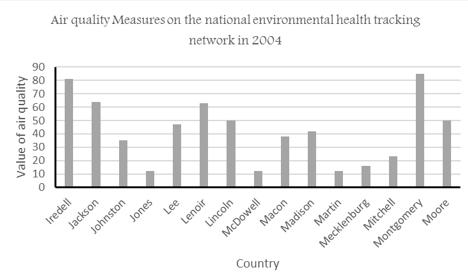 Air quality Measures on the national environmental health tracking
network in 2004
Value of air quality
90
80
70
60
50
40
30
20
10
0
Iredell
Jackson
Johnston
Jones
Lee
Lenoir
Lincoln
McDowell
Macon
Madison
Martin
Mecklenburg
Mitchell
Montgomery
Moore
Country